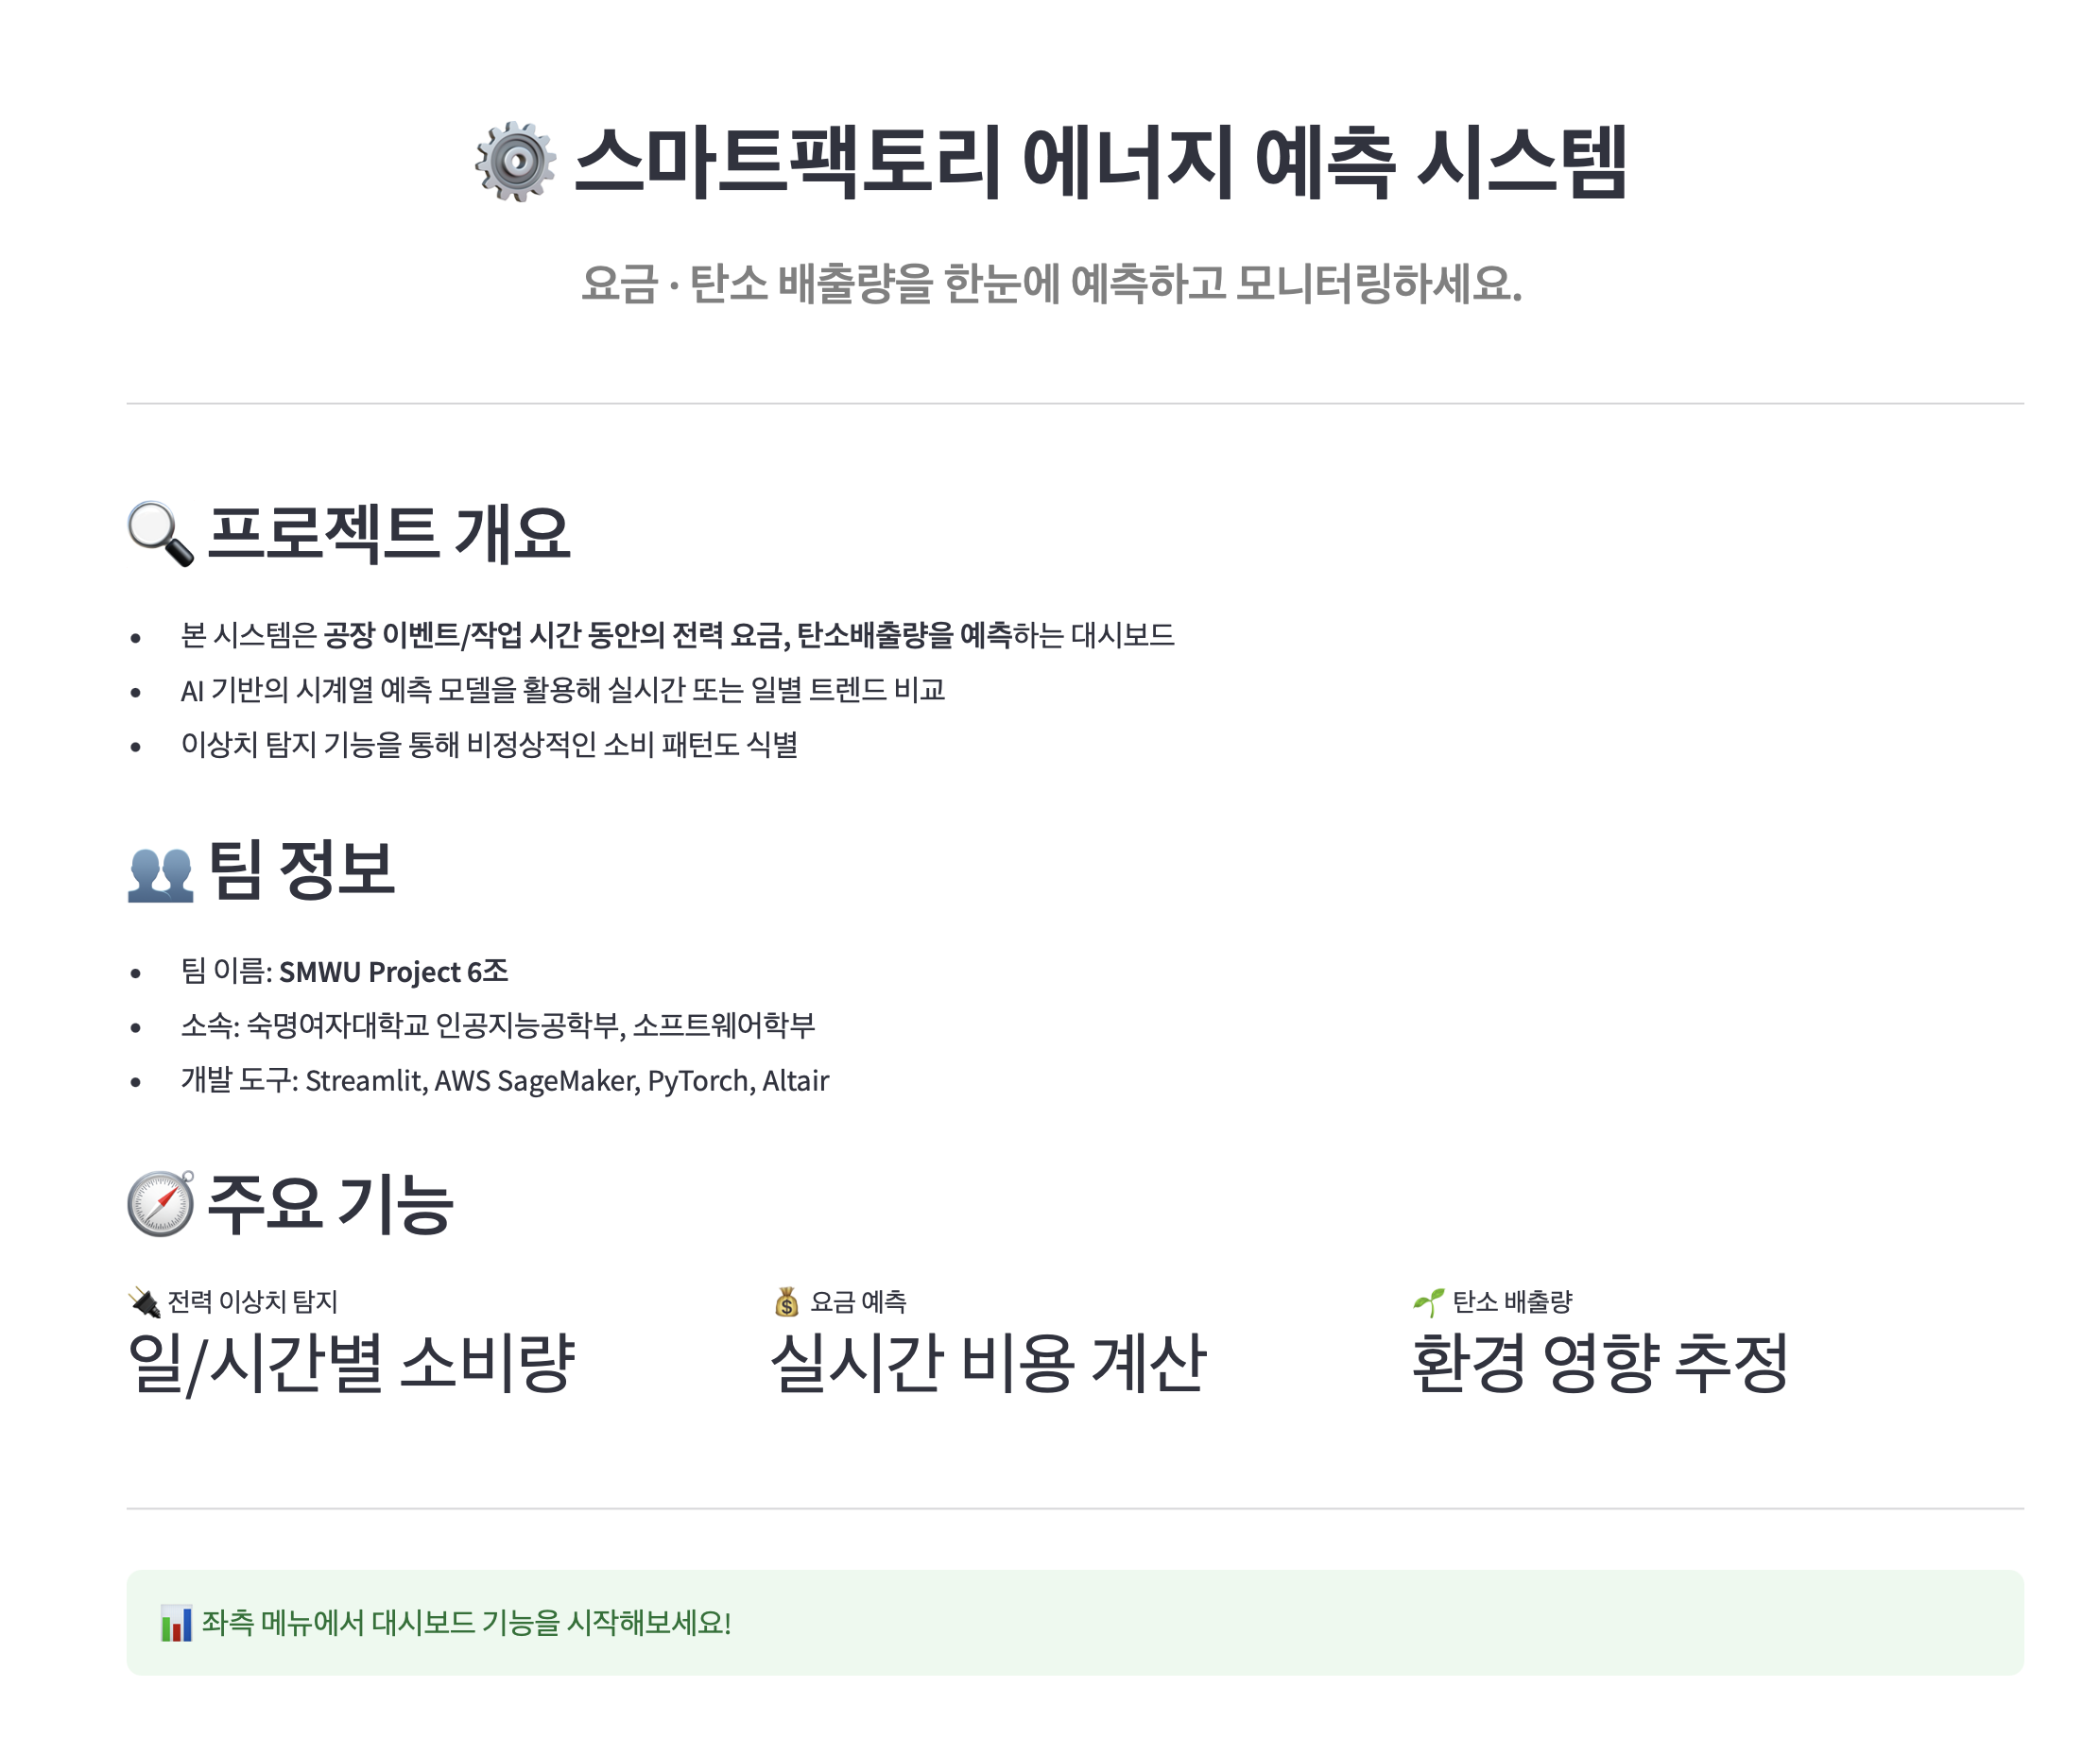 스마트팩토리 에너지 예측 시스템
요금 · 탄소 배출량을 한눈에 예측하고 모니터링하세요.
프로젝트 개요
• 본 시스템은 공장 이벤트/작업 시간 동안의 전력 요금, 탄소배출량을 예측하는 대시보드
• AI 기반의 시계열 예측 모델을 활용해 실시간 또는 일별 트렌드 비교
• 이상치 탐지 기능을 통해 비정상적인 소비 패턴도 식별
팀 정보
• 팀 이름: SMWU Project 6조
• 소속: 숙명여자대학교 인공지능공학부, 소프트웨어학부
• 개발 도구: Streamlit, AWS SageMaker, PyTorch, Altair
주요 기능
전력 이상치 탐지
일/시간별 소비량
요금 예측
실시간 비용 계산
탄소 배출량
환경 영향 추정
좌측 메뉴에서 대시보드 기능을 시작해보세요!